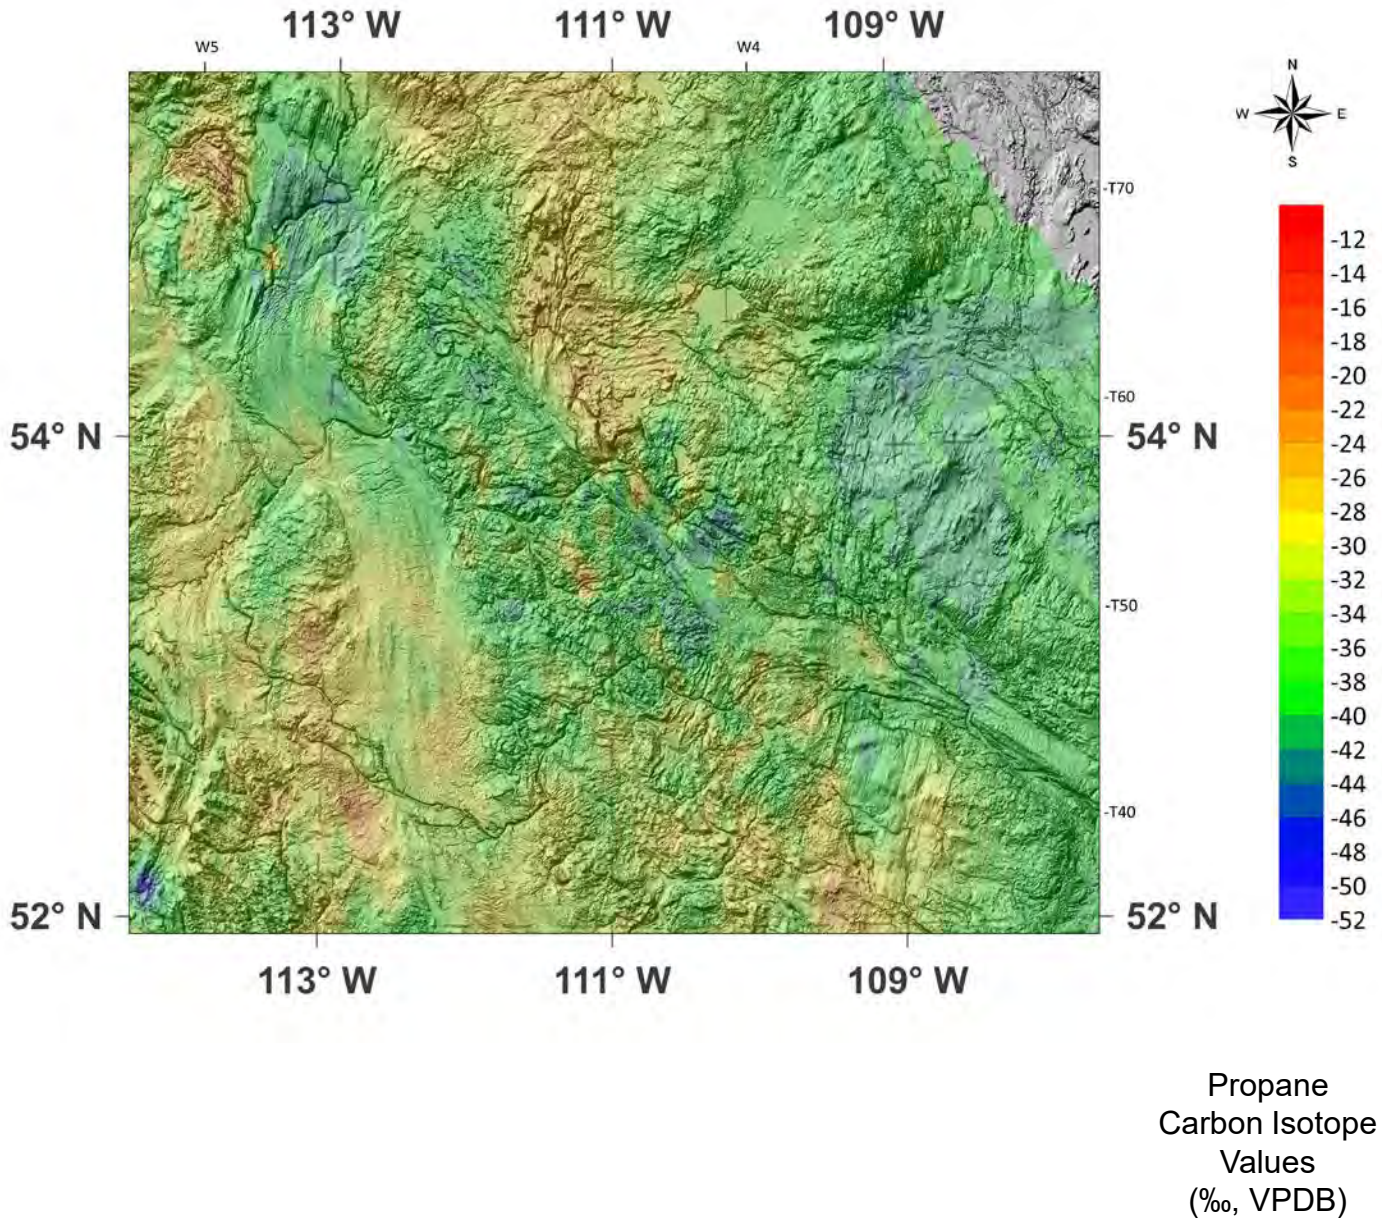 113° W 111° W 109° W
W5 W4
N
W E
S
-T70
-12
-14
-16
-18
-20
-22
-24
-26
-28
-30
-32
-34
-36
-38
-40
-42
-44
-46
-48
-50
-52
-T60
54° N 54° N
-T50
-T40
52° N 52° N
113° W 111° W 109° W
Propane
Carbon Isotope
Values
(‰, VPDB)